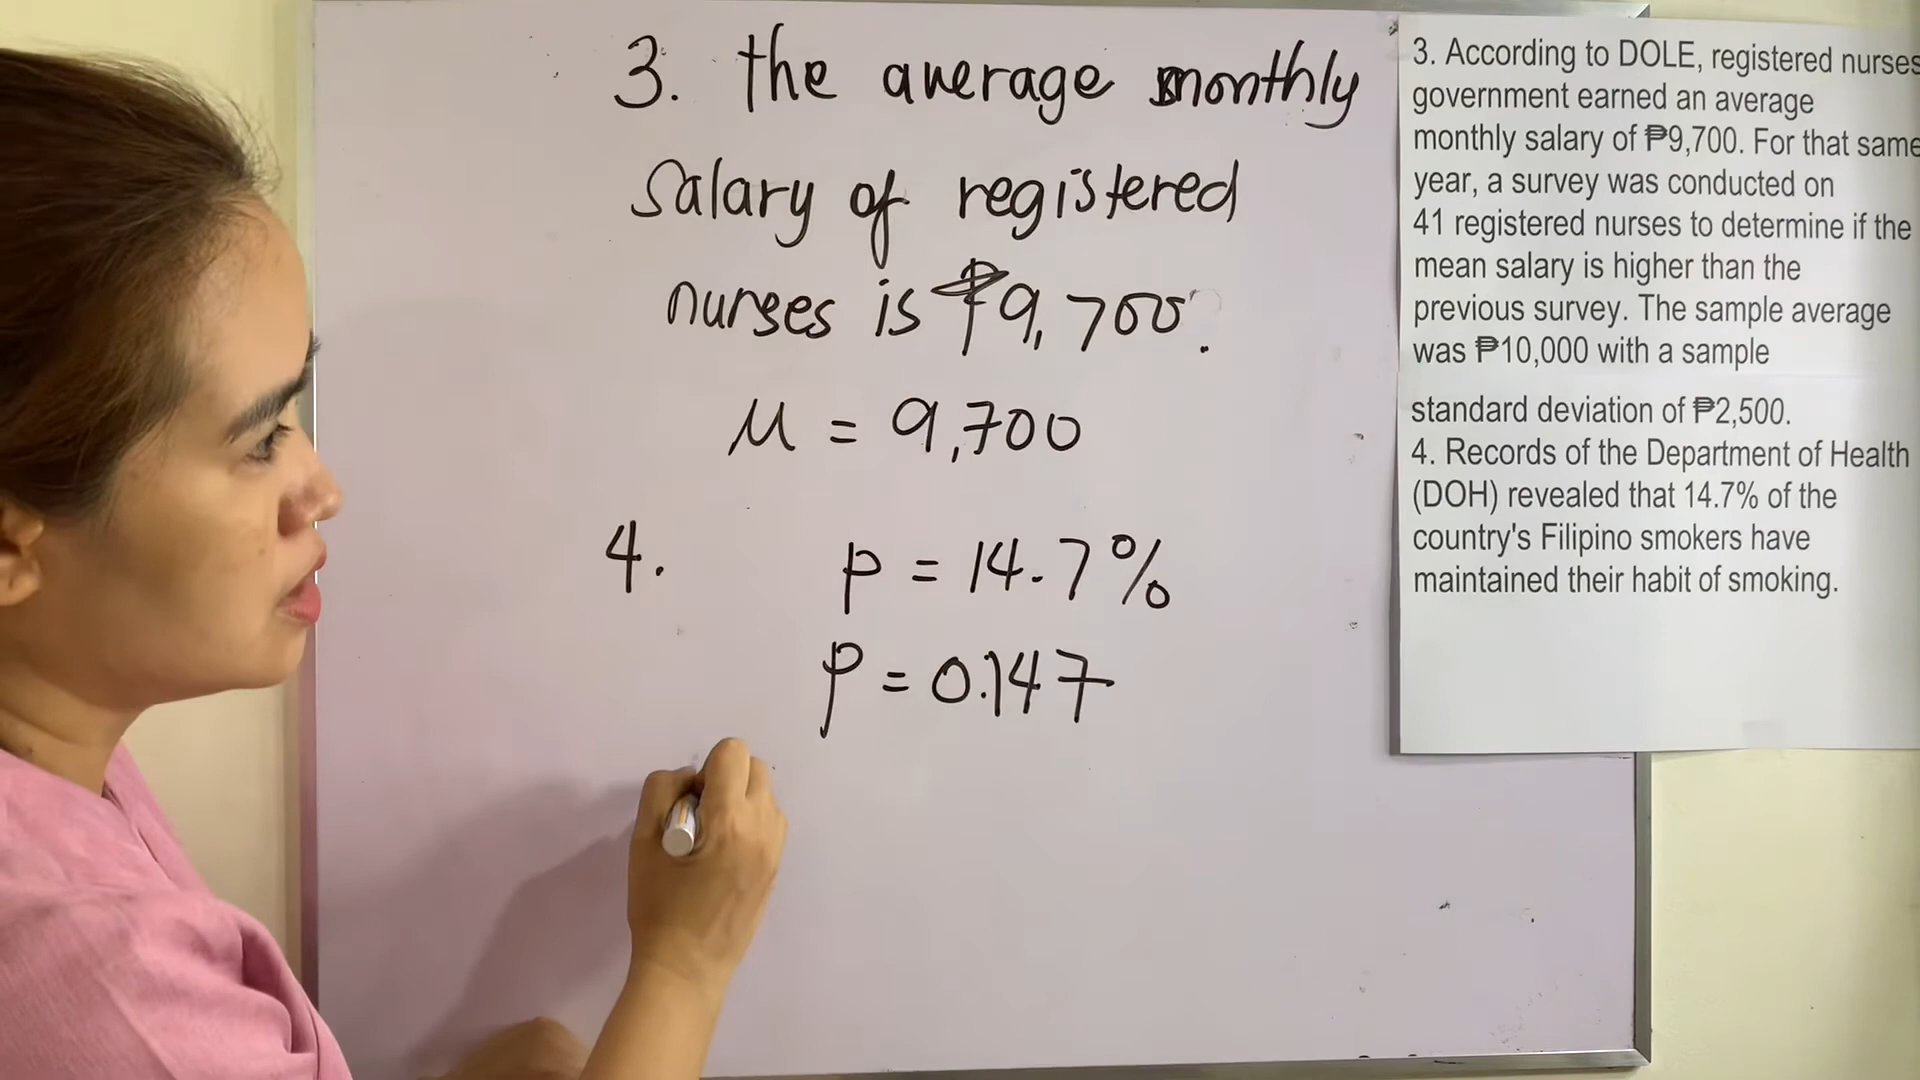 3. the average monthly
salary of registered
nurses is ₱9,700.
μ = 9,700
4. p = 14.7%
p = 0.147
3. According to DOLE, registered nurses
government earned an average
monthly salary of ₱9,700. For that same
year, a survey was conducted on
41 registered nurses to determine if the
mean salary is higher than the
previous survey. The sample average
was ₱10,000 with a sample
standard deviation of ₱2,500.
4. Records of the Department of Health
(DOH) revealed that 14.7% of the
country's Filipino smokers have
maintained their habit of smoking.